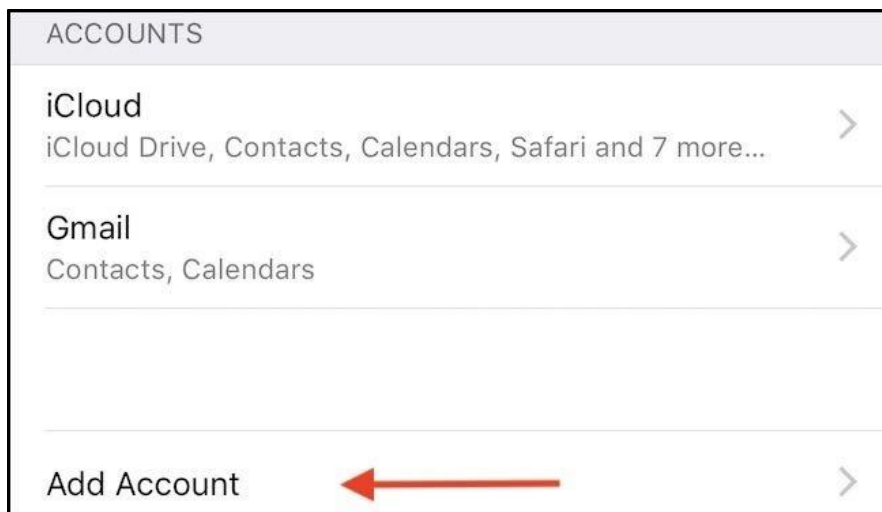 ACCOUNTS
iCloud
iCloud Drive, Contacts, Calendars, Safari and 7 more...
Gmail
Contacts, Calendars
Add Account